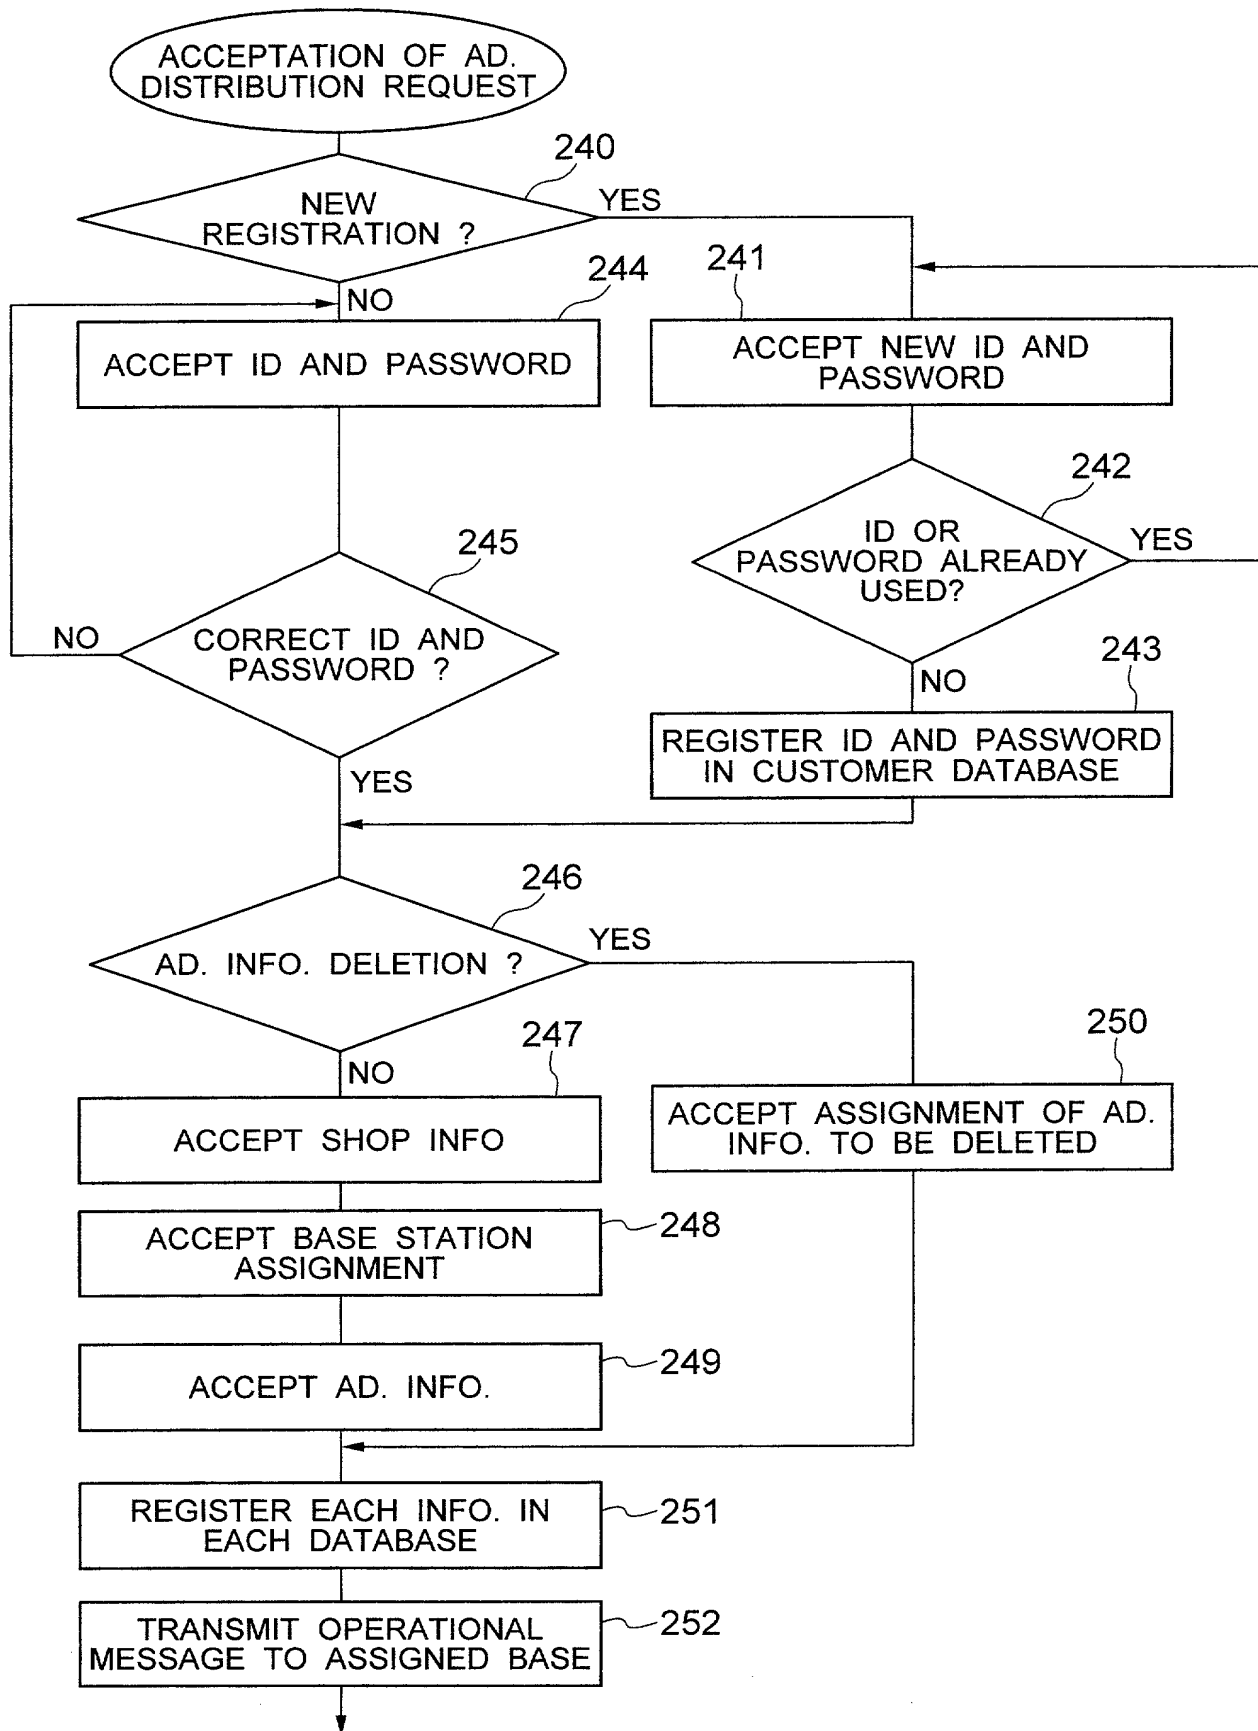 ACCEPTATION OF AD.
DISTRIBUTION REQUEST
240
NEW
REGISTRATION ?
YES
244
NO
241
ACCEPT ID AND PASSWORD
ACCEPT NEW ID AND
PASSWORD
242
ID OR
PASSWORD ALREADY
USED?
YES
245
CORRECT ID AND
PASSWORD ?
NO
243
NO
REGISTER ID AND PASSWORD
IN CUSTOMER DATABASE
YES
246
AD. INFO. DELETION ?
YES
247
NO
250
ACCEPT SHOP INFO
ACCEPT ASSIGNMENT OF AD.
INFO. TO BE DELETED
248
ACCEPT BASE STATION
ASSIGNMENT
249
ACCEPT AD. INFO.
REGISTER EACH INFO. IN
EACH DATABASE
251
TRANSMIT OPERATIONAL
MESSAGE TO ASSIGNED BASE
252